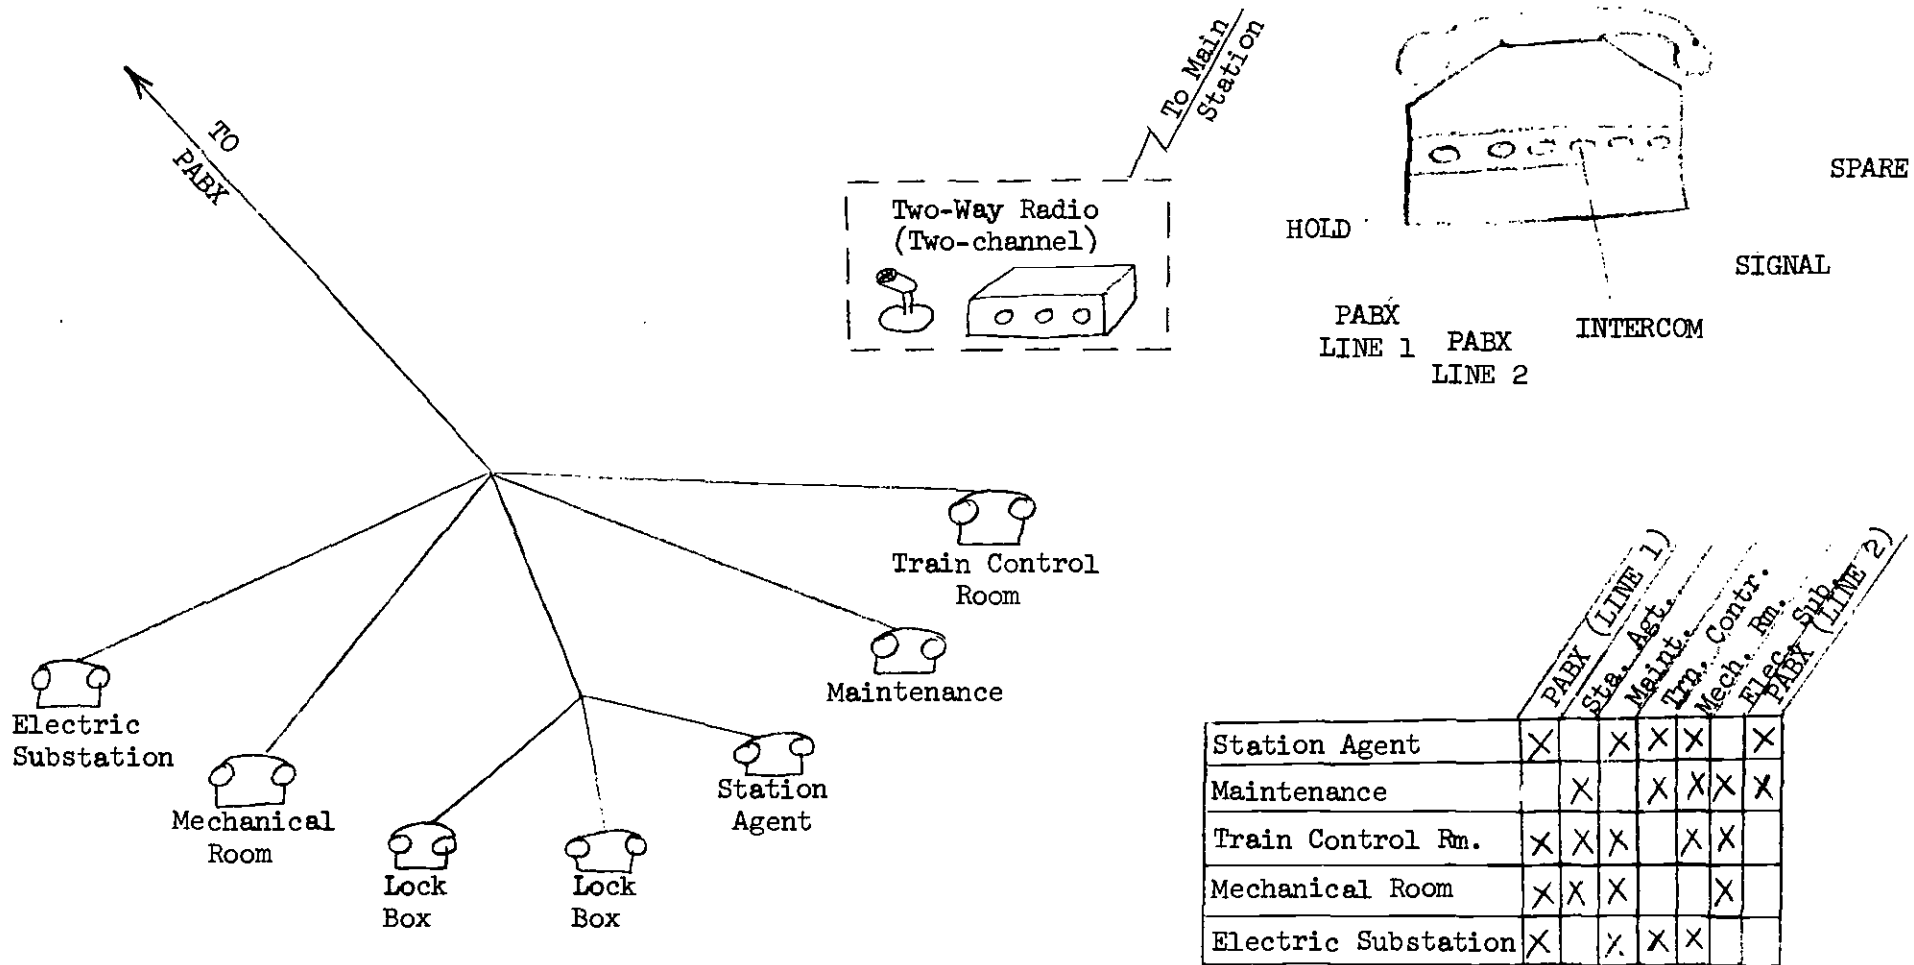 TO
PABX
To Main
Station
Two-Way Radio
(Two-channel)
HOLD
PABX
LINE 1
PABX
LINE 2
INTERCOM
SIGNAL
SPARE
Train Control
Room
Maintenance
Station
Agent
Lock
Box
Lock
Box
Mechanical
Room
Electric
Substation
PABX (LINE 1)
Sta. Agt.
Maint.
Trn. Contr.
Mech. Rm.
Elec. Sub.
PABX (LINE 2)
Station Agent X X X X X
Maintenance X X X X X
Train Control Rm. X X X X X
Mechanical Room X X X X
Electric Substation X X X X